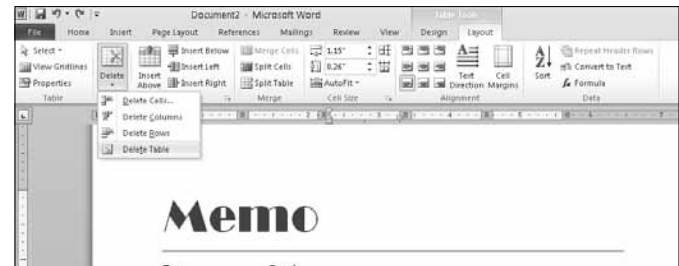 Document2 - Microsoft Word
Table Tools
File Home Insert Page Layout References Mailings Review View Design Layout
Select
View Gridlines
Properties
Table
Delete
Insert Above
Insert Below
Insert Left
Insert Right
Merge Cells
Split Cells
Split Table
Merge
1.15"
0.26"
AutoFit
Cell Size
Text Direction
Cell Margins
Alignment
Sort
Repeat Header Rows
Convert to Text
Formula
Data
Delete Cells...
Delete Columns
Delete Rows
Delete Table
Memo